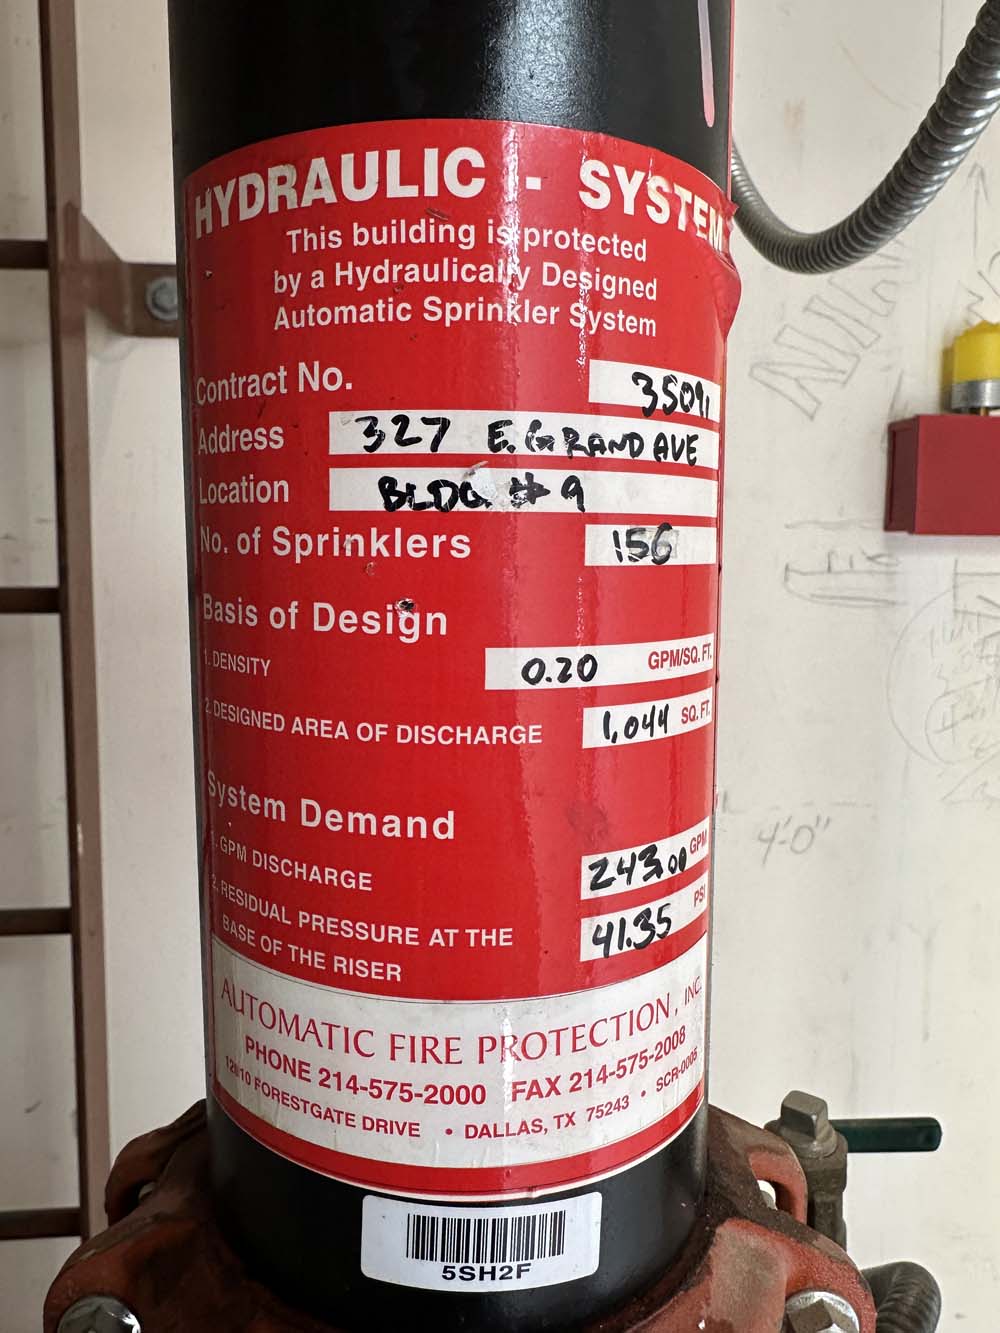 HYDRAULIC - SYSTEM
This building is protected
by a Hydraulically Designed
Automatic Sprinkler System
Contract No. 35091
Address 327 E. GRAND AVE
Location BLDG #9
No. of Sprinklers 156
Basis of Design
1. DENSITY 0.20 GPM/SQ. FT.
2. DESIGNED AREA OF DISCHARGE 1,044 SQ. FT.
System Demand
1. GPM DISCHARGE 243.00 GPM
2. RESIDUAL PRESSURE AT THE
BASE OF THE RISER 41.35 PSI
AUTOMATIC FIRE PROTECTION, INC.
PHONE 214-575-2000 FAX 214-575-2008
FORESTGATE DRIVE • DALLAS, TX 75243 • SCR-0005
5SH2F
4'0"